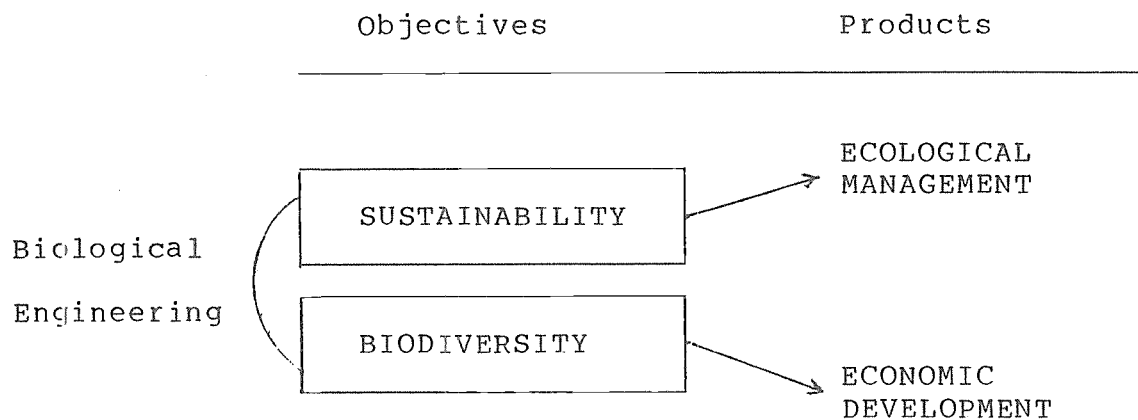 Objectives Products
ECOLOGICAL
MANAGEMENT
SUSTAINABILITY
Biological
Engineering
BIODIVERSITY
ECONOMIC
DEVELOPMENT